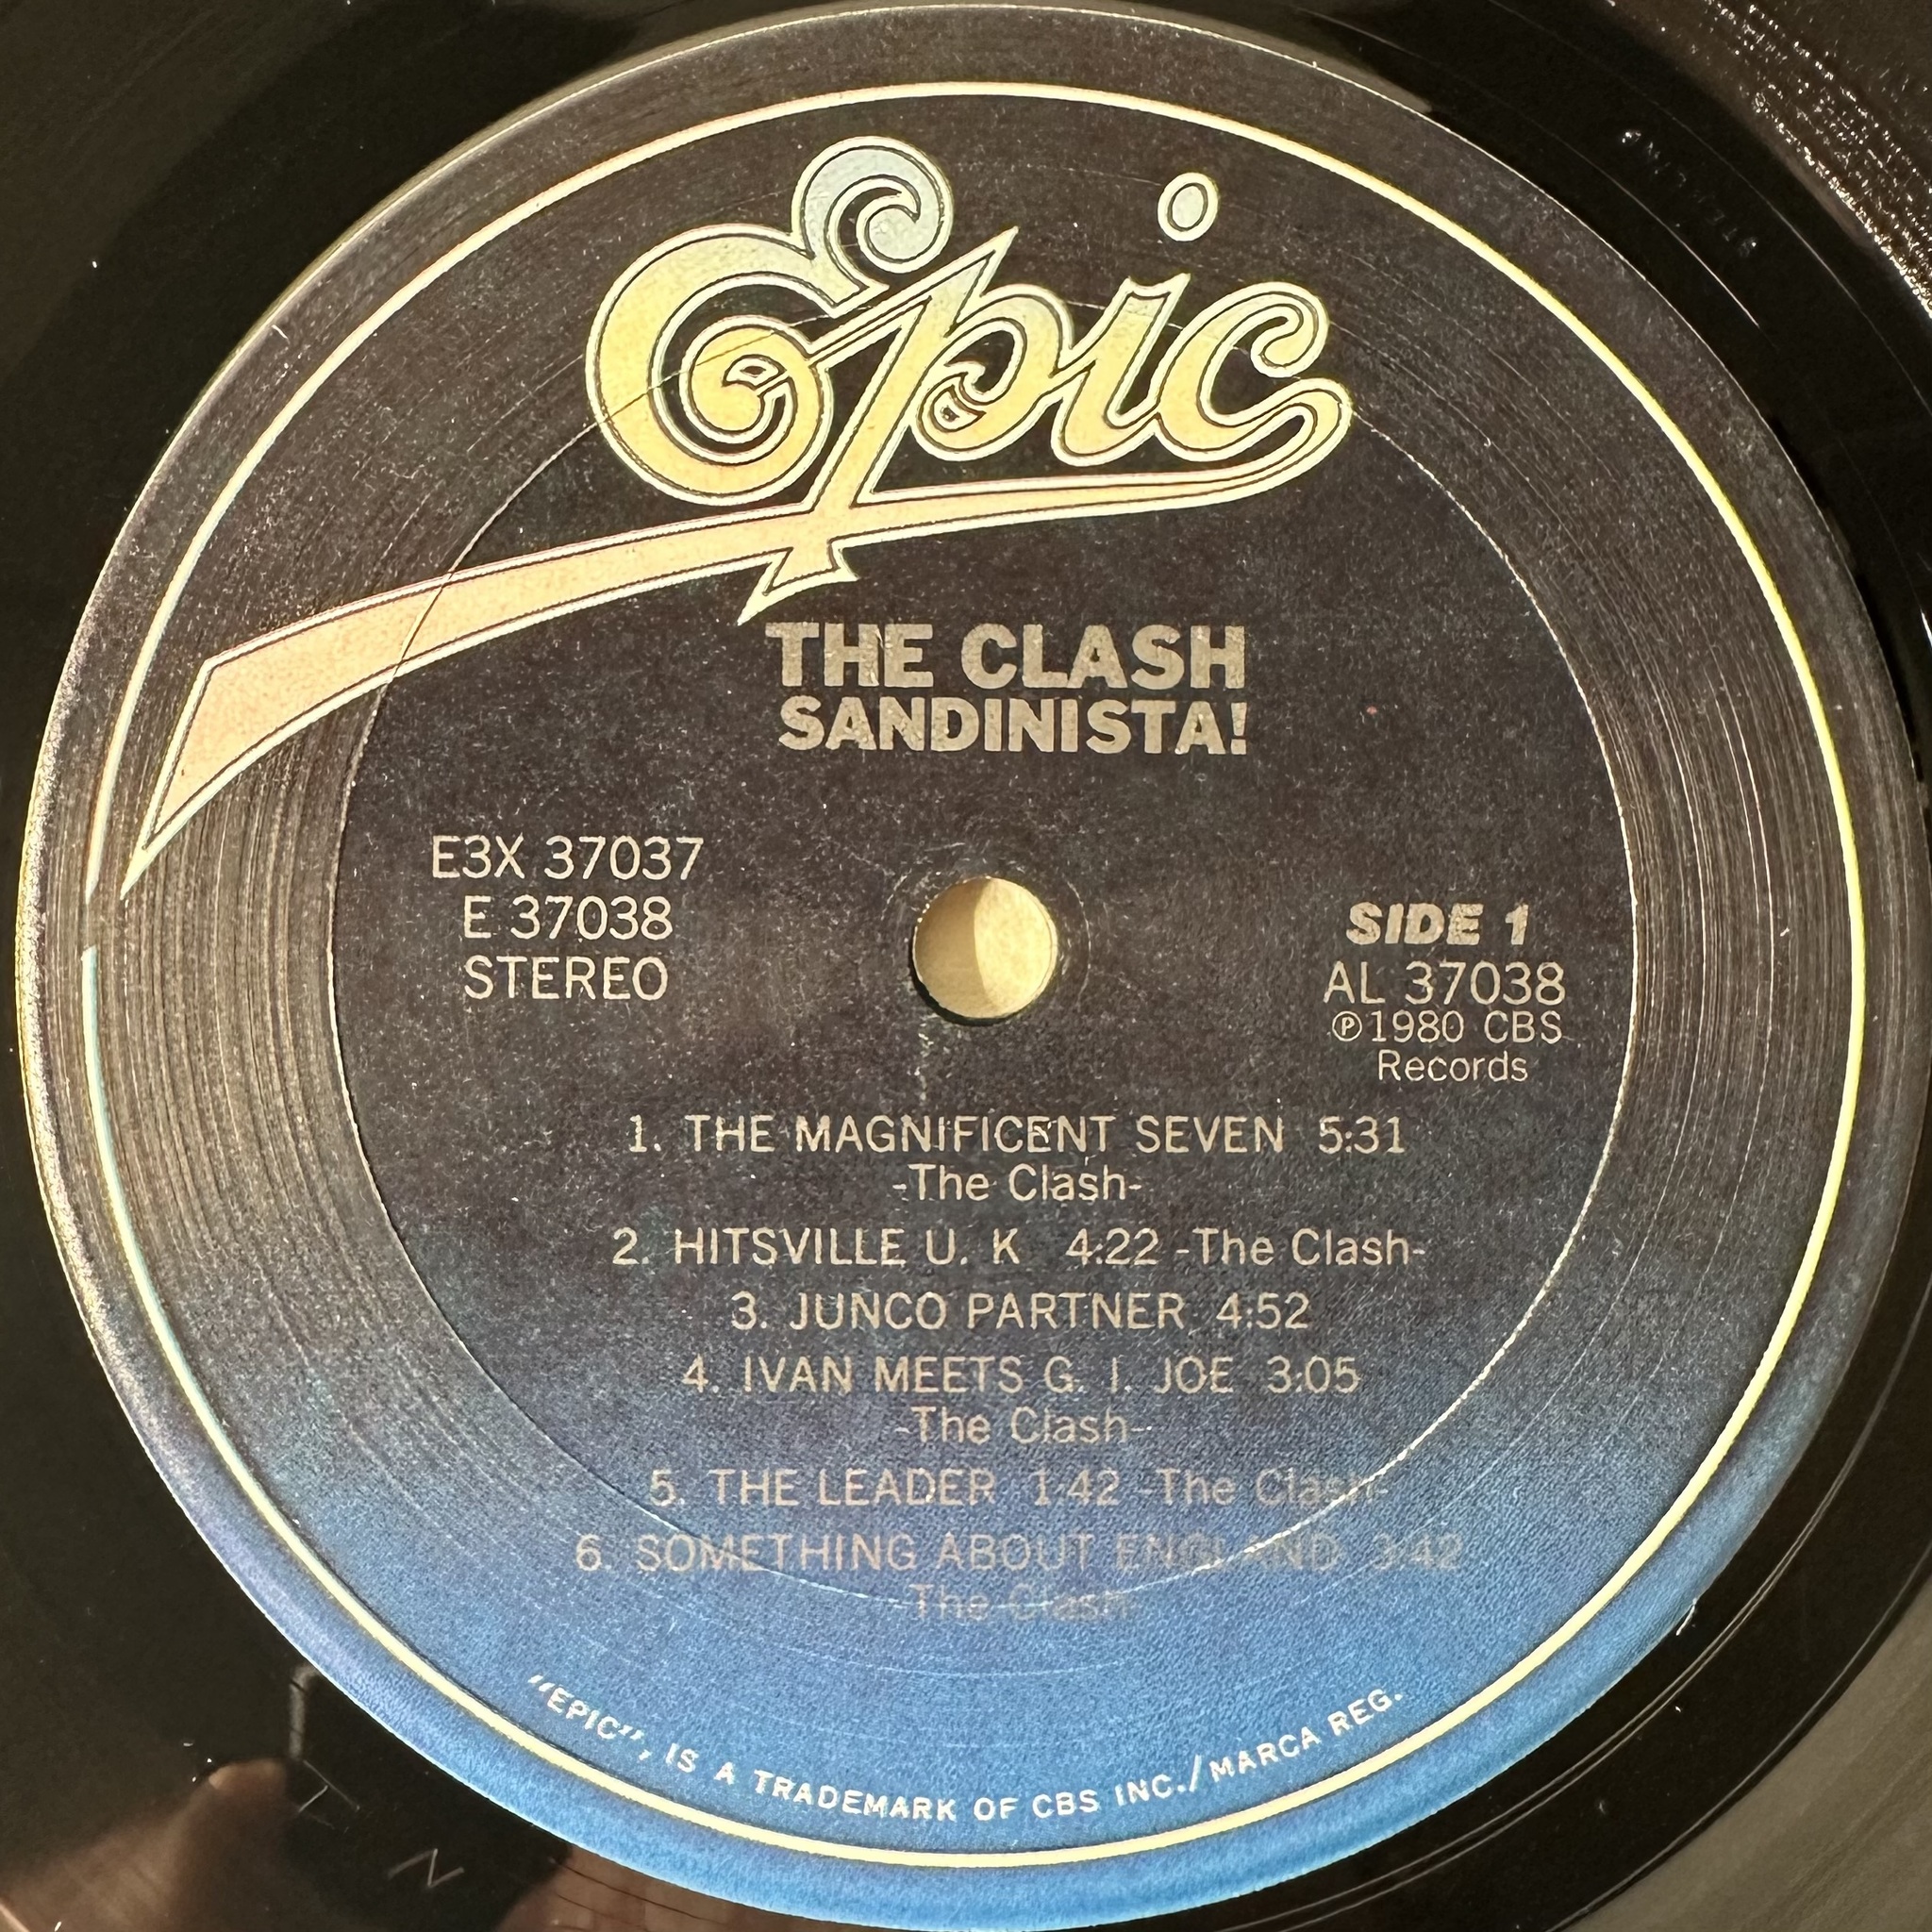 Epic
THE CLASH
SANDINISTA!
E3X 37037
E 37038
STEREO
SIDE 1
AL 37038
℗1980 CBS
Records
1. THE MAGNIFICENT SEVEN 5:31
-The Clash-
2. HITSVILLE U. K 4:22 -The Clash-
3. JUNCO PARTNER 4:52
4. IVAN MEETS G. I. JOE 3:05
-The Clash-
5. THE LEADER 1:42 -The Clash-
6. SOMETHING ABOUT ENGLAND 3:42
-The Clash-
"EPIC", IS A TRADEMARK OF CBS INC./MARCA REG.